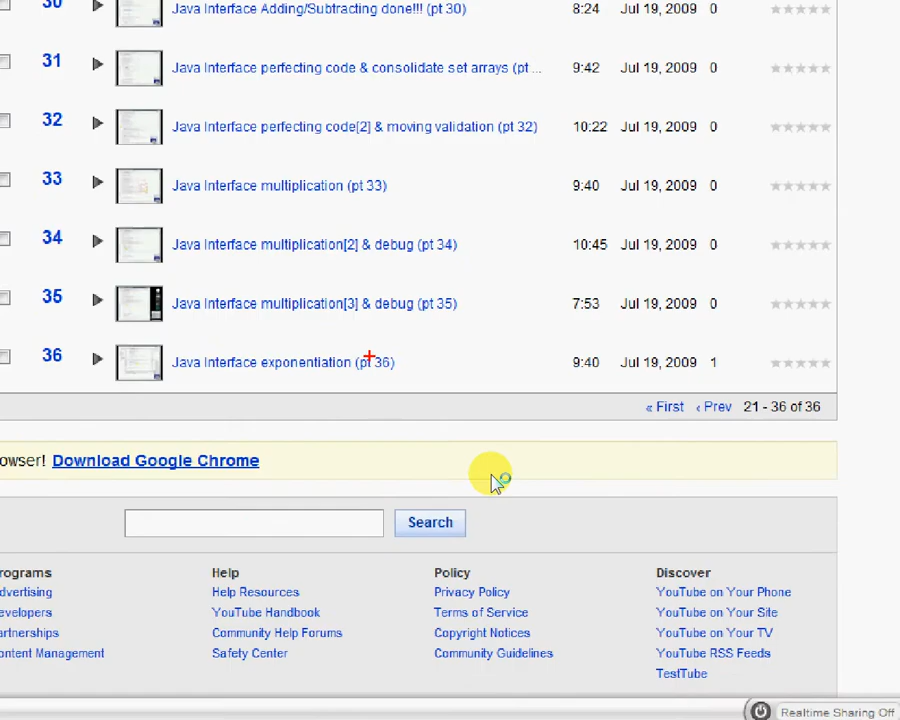 30 Java Interface Adding/Subtracting done!!! (pt 30) 8:24 Jul 19, 2009 0
31 Java Interface perfecting code & consolidate set arrays (pt ... 9:42 Jul 19, 2009 0
32 Java Interface perfecting code[2] & moving validation (pt 32) 10:22 Jul 19, 2009 0
33 Java Interface multiplication (pt 33) 9:40 Jul 19, 2009 0
34 Java Interface multiplication[2] & debug (pt 34) 10:45 Jul 19, 2009 0
35 Java Interface multiplication[3] & debug (pt 35) 7:53 Jul 19, 2009 0
36 Java Interface exponentiation (pt 36) 9:40 Jul 19, 2009 1
« First ‹ Prev 21 - 36 of 36
owser! Download Google Chrome
Search
rograms Help Policy Discover
dvertising Help Resources Privacy Policy YouTube on Your Phone
evelopers YouTube Handbook Terms of Service YouTube on Your Site
artnerships Community Help Forums Copyright Notices YouTube on Your TV
ontent Management Safety Center Community Guidelines YouTube RSS Feeds
TestTube
Realtime Sharing Off